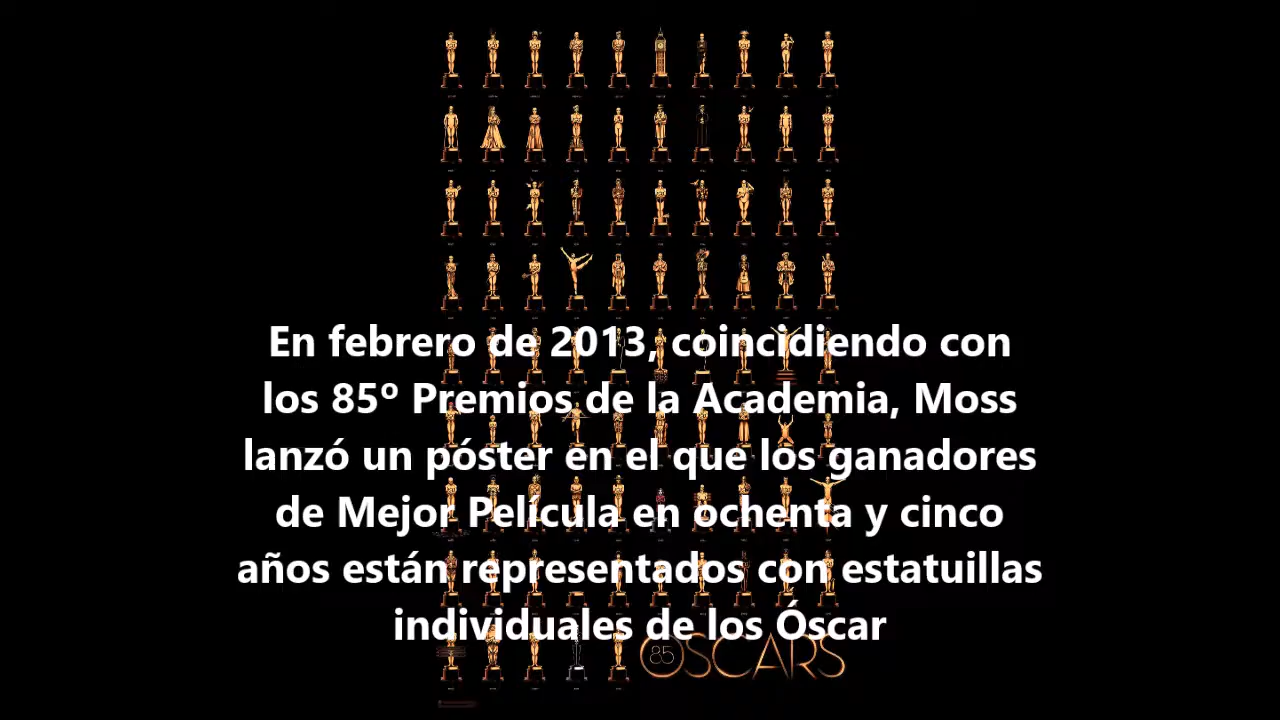 En febrero de 2013, coincidiendo con
los 85º Premios de la Academia, Moss
lanzó un póster en el que los ganadores
de Mejor Película en ochenta y cinco
años están representados con estatuillas
individuales de los Óscar
85 OSCARS